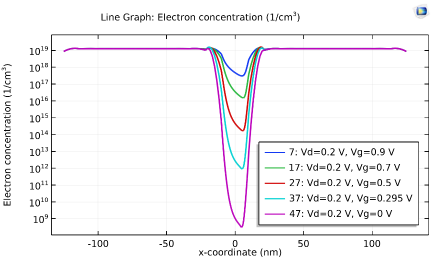 Line Graph: Electron concentration (1/cm³)
Electron concentration (1/cm³)
10¹⁹
10¹⁸
10¹⁷
10¹⁶
10¹⁵
10¹⁴
10¹³
10¹²
10¹¹
10¹⁰
10⁹
7: Vd=0.2 V, Vg=0.9 V
17: Vd=0.2 V, Vg=0.7 V
27: Vd=0.2 V, Vg=0.5 V
37: Vd=0.2 V, Vg=0.295 V
47: Vd=0.2 V, Vg=0 V
-100 -50 0 50 100
x-coordinate (nm)